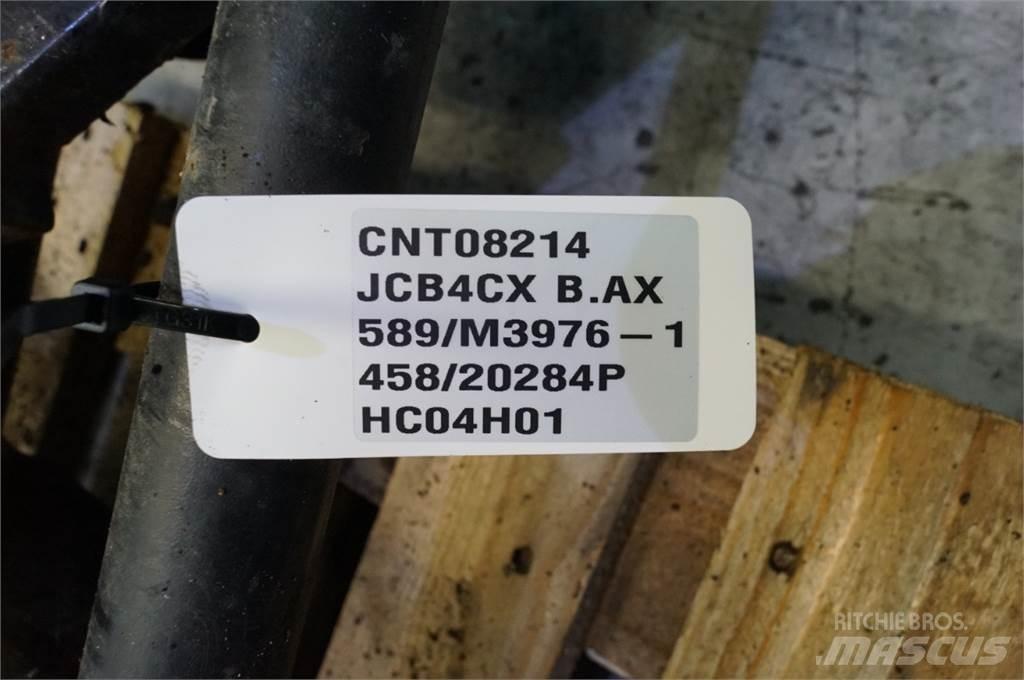 CNT08214
JCB4CX B.AX
589/M3976-1
458/20284P
HC04H01
RITCHIE BROS.
MASCUS